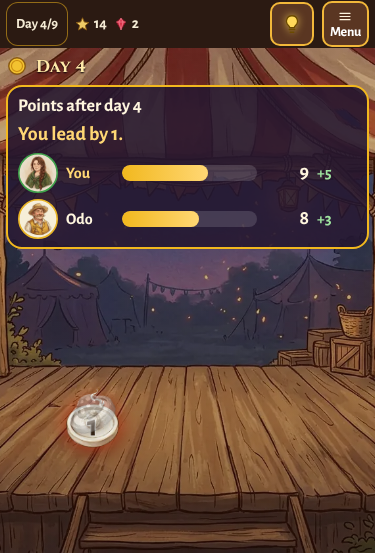 Day 4/9
14
2
Menu
Day 4
Points after day 4
You lead by 1.
You
9 +5
Odo
8 +3
1